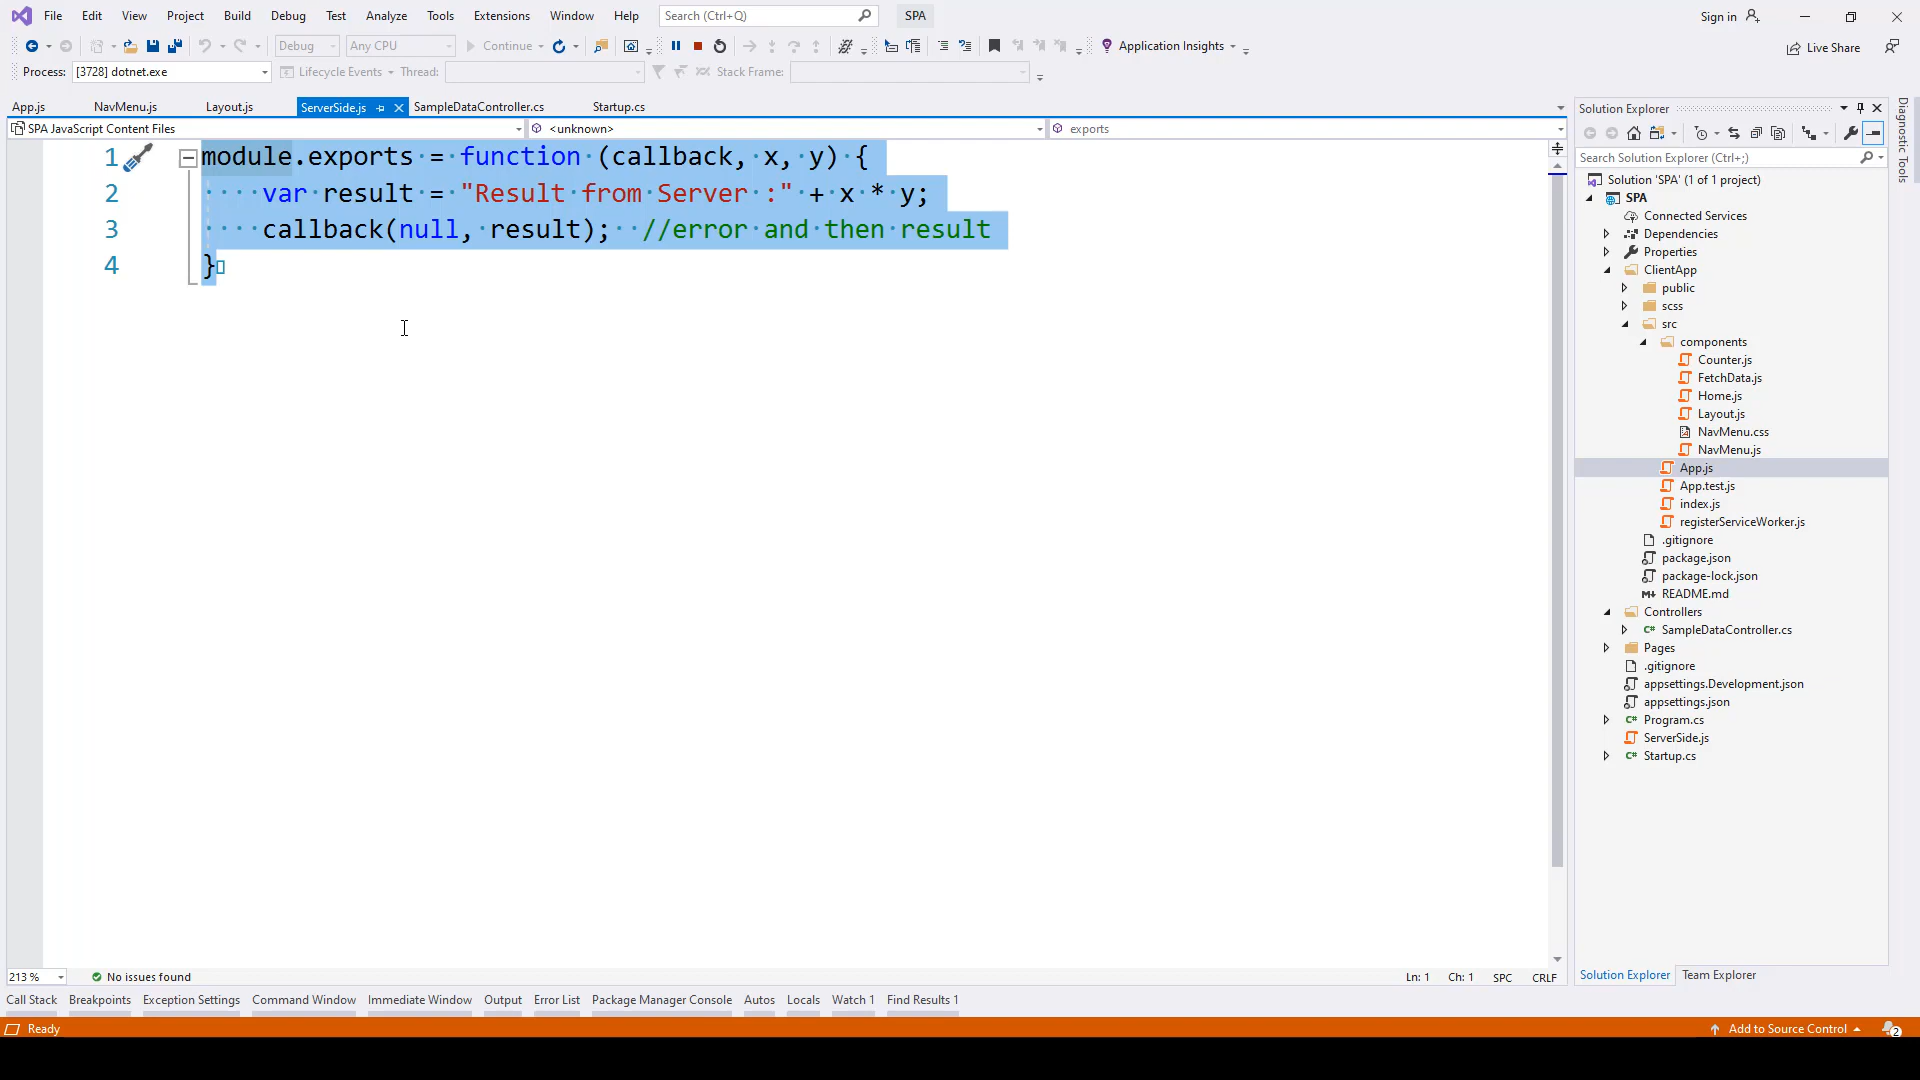 File Edit View Project Build Debug Test Analyze Tools Extensions Window Help Search (Ctrl+Q) SPA Sign in
Debug Any CPU Continue Application Insights Live Share
Process: [3728] dotnet.exe Lifecycle Events Thread: Stack Frame:
App.js NavMenu.js Layout.js ServerSide.js SampleDataController.cs Startup.cs
SPA JavaScript Content Files <unknown> exports
1 module.exports = function (callback, x, y) {
2 var result = "Result from Server :" + x * y;
3 callback(null, result); //error and then result
4 }
213 % No issues found Ln: 1 Ch: 1 SPC CRLF
Solution Explorer
Search Solution Explorer (Ctrl+;)
Solution 'SPA' (1 of 1 project)
SPA
Connected Services
Dependencies
Properties
ClientApp
public
scss
src
components
Counter.js
FetchData.js
Home.js
Layout.js
NavMenu.css
NavMenu.js
App.js
App.test.js
index.js
registerServiceWorker.js
.gitignore
package.json
package-lock.json
README.md
Controllers
SampleDataController.cs
Pages
.gitignore
appsettings.Development.json
appsettings.json
Program.cs
ServerSide.js
Startup.cs
Solution Explorer Team Explorer
Diagnostic Tools
Call Stack Breakpoints Exception Settings Command Window Immediate Window Output Error List Package Manager Console Autos Locals Watch 1 Find Results 1
Ready Add to Source Control 2